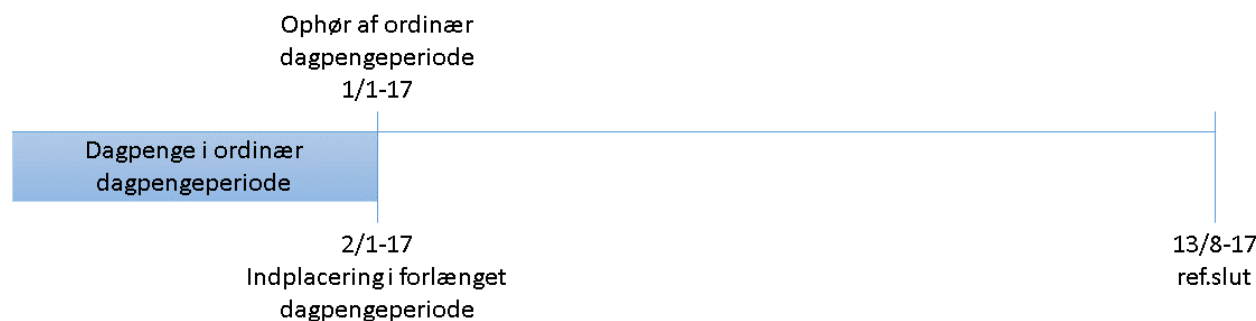 Ophør af ordinær
dagpengeperiode
1/1-17
Dagpenge i ordinær
dagpengeperiode
2/1-17
Indplacering i forlænget
dagpengeperiode
13/8-17
ref.slut